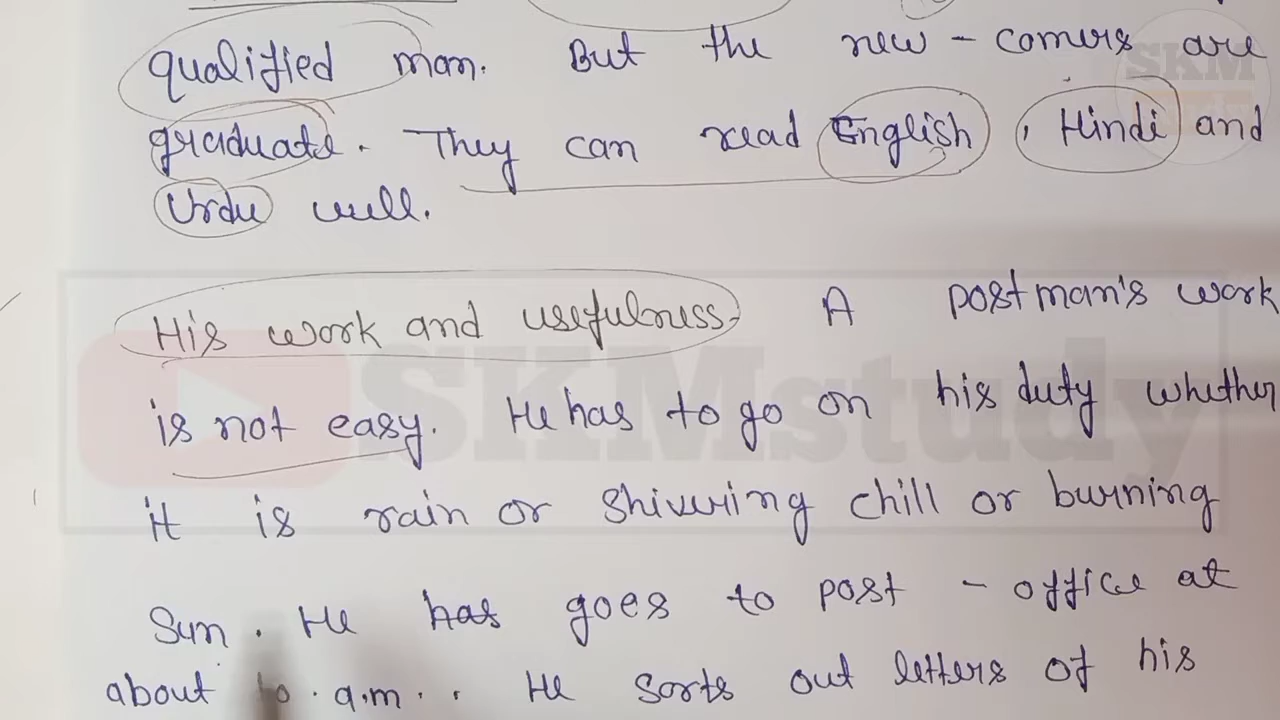 qualified man. But the new-comers are
graduate. They can read English, Hindi and
Urdu well.
His work and usefulness- A postman's work
is not easy. He has to go on his duty whether
it is rain or shivering chill or burning
Sun. He has goes to post-office at
about 10.a.m.. He sorts out letters of his
SKM
SKMstudy